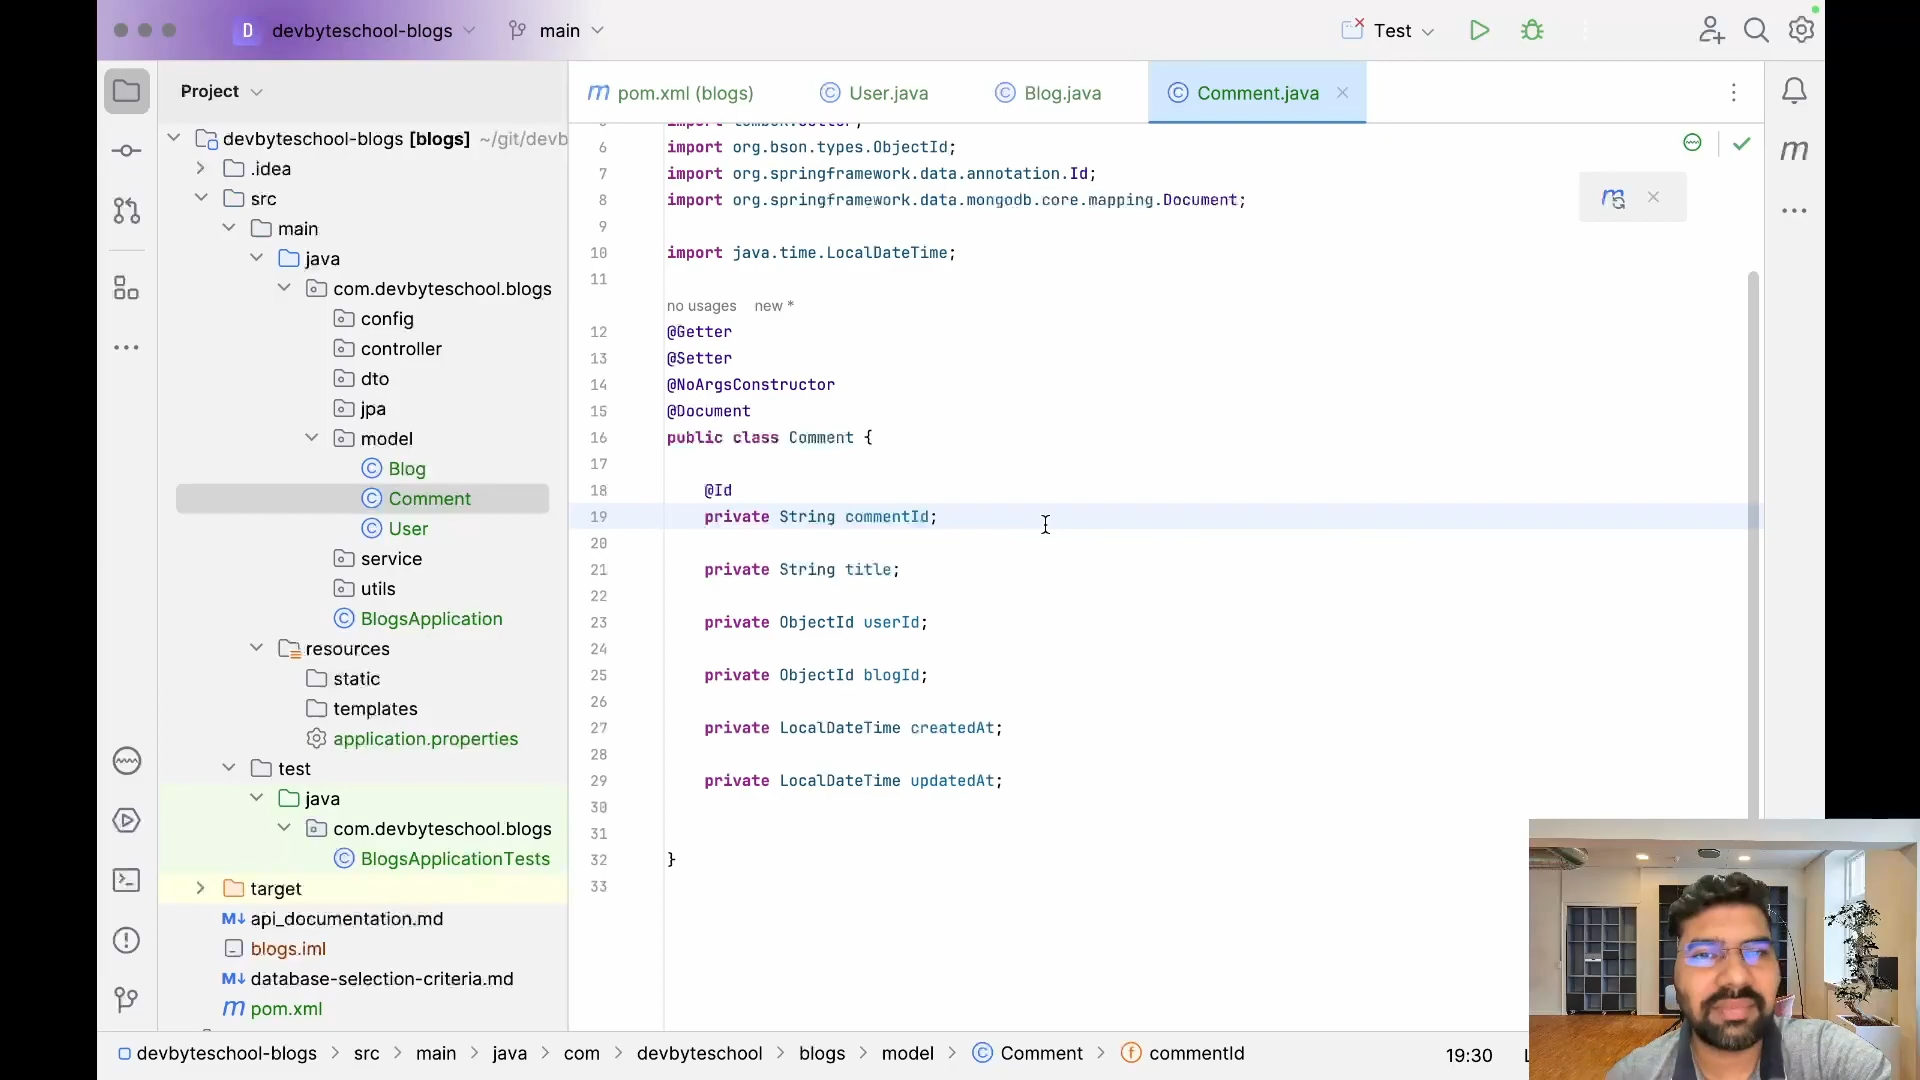 D devbyteschool-blogs main Test
Project
pom.xml (blogs) User.java Blog.java Comment.java
devbyteschool-blogs [blogs] ~/git/devb
.idea
src
main
java
com.devbyteschool.blogs
config
controller
dto
jpa
model
Blog
Comment
User
service
utils
BlogsApplication
resources
static
templates
application.properties
test
java
com.devbyteschool.blogs
BlogsApplicationTests
target
M↓ api_documentation.md
blogs.iml
M↓ database-selection-criteria.md
m pom.xml
6 import org.bson.types.ObjectId;
7 import org.springframework.data.annotation.Id;
8 import org.springframework.data.mongodb.core.mapping.Document;
9
10 import java.time.LocalDateTime;
11
no usages new *
12 @Getter
13 @Setter
14 @NoArgsConstructor
15 @Document
16 public class Comment {
17
18 @Id
19 private String commentId;
20
21 private String title;
22
23 private ObjectId userId;
24
25 private ObjectId blogId;
26
27 private LocalDateTime createdAt;
28
29 private LocalDateTime updatedAt;
30
31
32 }
33
devbyteschool-blogs > src > main > java > com > devbyteschool > blogs > model > Comment > commentId 19:30